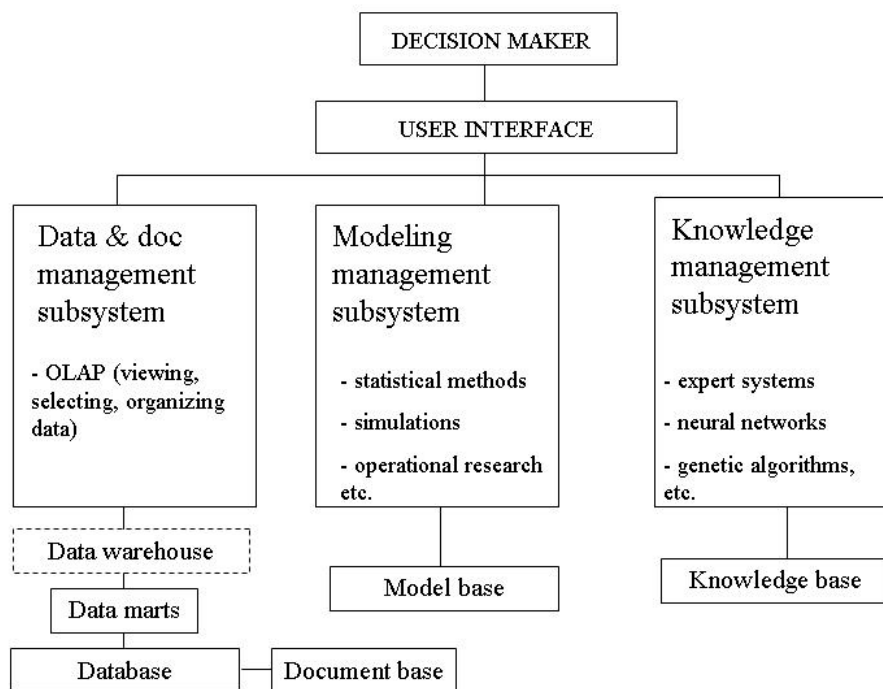 DECISION MAKER
USER INTERFACE
Data & doc
management
subsystem
- OLAP (viewing,
selecting, organizing
data)
Modeling
management
subsystem
- statistical methods
- simulations
- operational research
etc.
Knowledge
management
subsystem
- expert systems
- neural networks
- genetic algorithms,
etc.
Data warehouse
Data marts
Database
Document base
Model base
Knowledge base